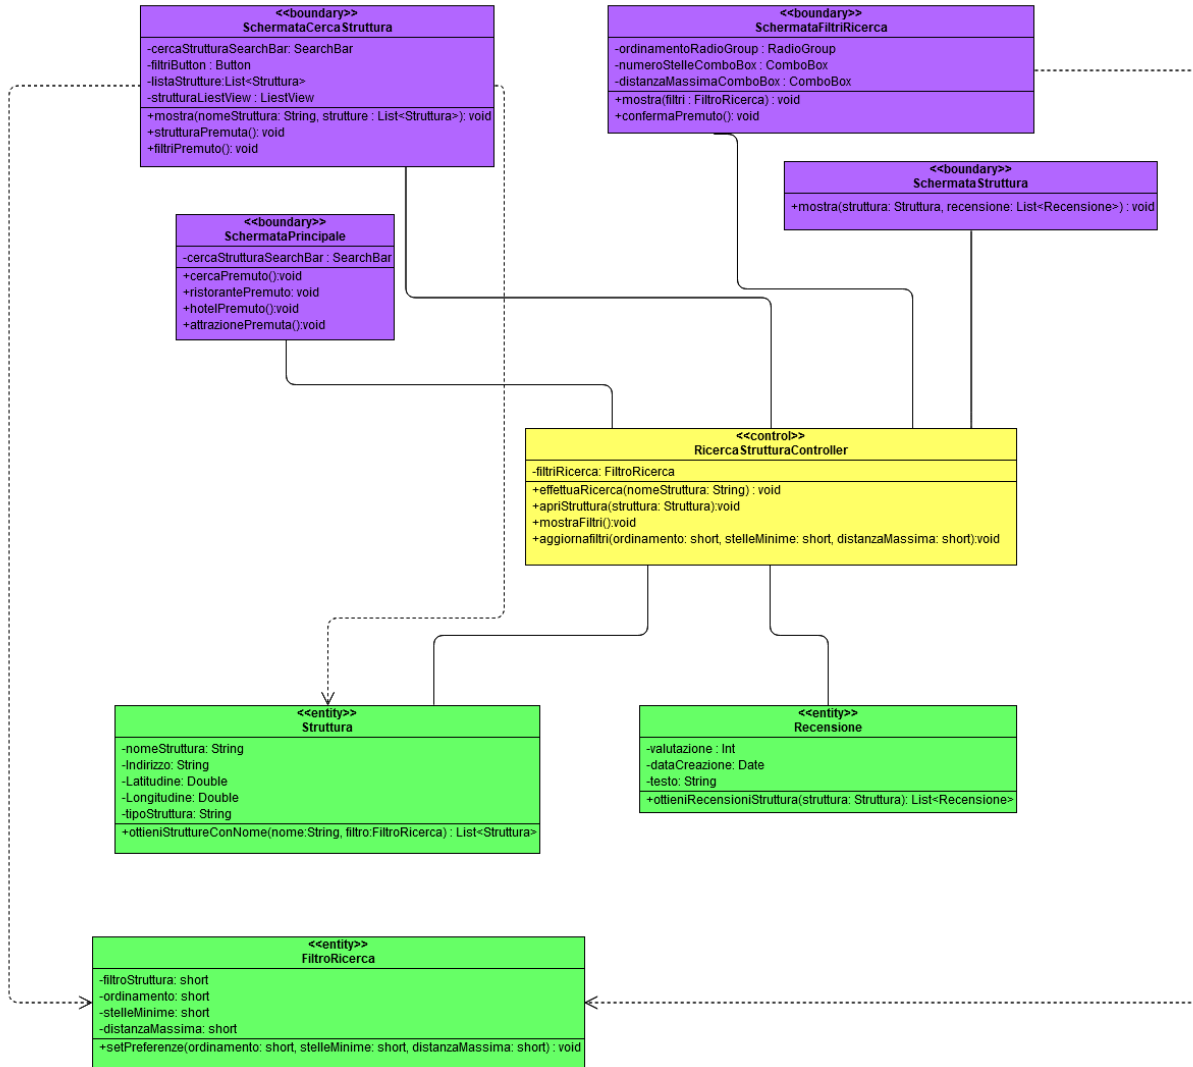 <<boundary>>
SchermataCercaStruttura
-cercaStrutturaSearchBar: SearchBar
-filtriButton : Button
-listaStrutture:List<Struttura>
-strutturaLiestView : LiestView
+mostra(nomeStruttura: String, strutture : List<Struttura>): void
+strutturaPremuta(): void
+filtriPremuto(): void
<<boundary>>
SchermataFiltriRicerca
-ordinamentoRadioGroup : RadioGroup
-numeroStelleComboBox : ComboBox
-distanzaMassimaComboBox : ComboBox
+mostra(filtri : FiltroRicerca) : void
+confermaPremuto(): void
<<boundary>>
SchermataStruttura
+mostra(struttura: Struttura, recensione: List<Recensione>) : void
<<boundary>>
SchermataPrincipale
-cercaStrutturaSearchBar : SearchBar
+cercaPremuto():void
+ristorantePremuto: void
+hotelPremuto():void
+attrazionePremuta():void
<<control>>
RicercaStrutturaController
-filtriRicerca: FiltroRicerca
+effettuaRicerca(nomeStruttura: String) : void
+apriStruttura(struttura: Struttura):void
+mostraFiltri():void
+aggiornafiltri(ordinamento: short, stelleMinime: short, distanzaMassima: short):void
<<entity>>
Struttura
-nomeStruttura: String
-Indirizzo: String
-Latitudine: Double
-Longitudine: Double
-tipoStruttura: String
+ottieniStruttureConNome(nome:String, filtro:FiltroRicerca) : List<Struttura>
<<entity>>
Recensione
-valutazione : Int
-dataCreazione: Date
-testo: String
+ottieniRecensioniStruttura(struttura: Struttura): List<Recensione>
<<entity>>
FiltroRicerca
-filtroStruttura: short
-ordinamento: short
-stelleMinime: short
-distanzaMassima: short
+setPreferenze(ordinamento: short, stelleMinime: short, distanzaMassima: short) : void